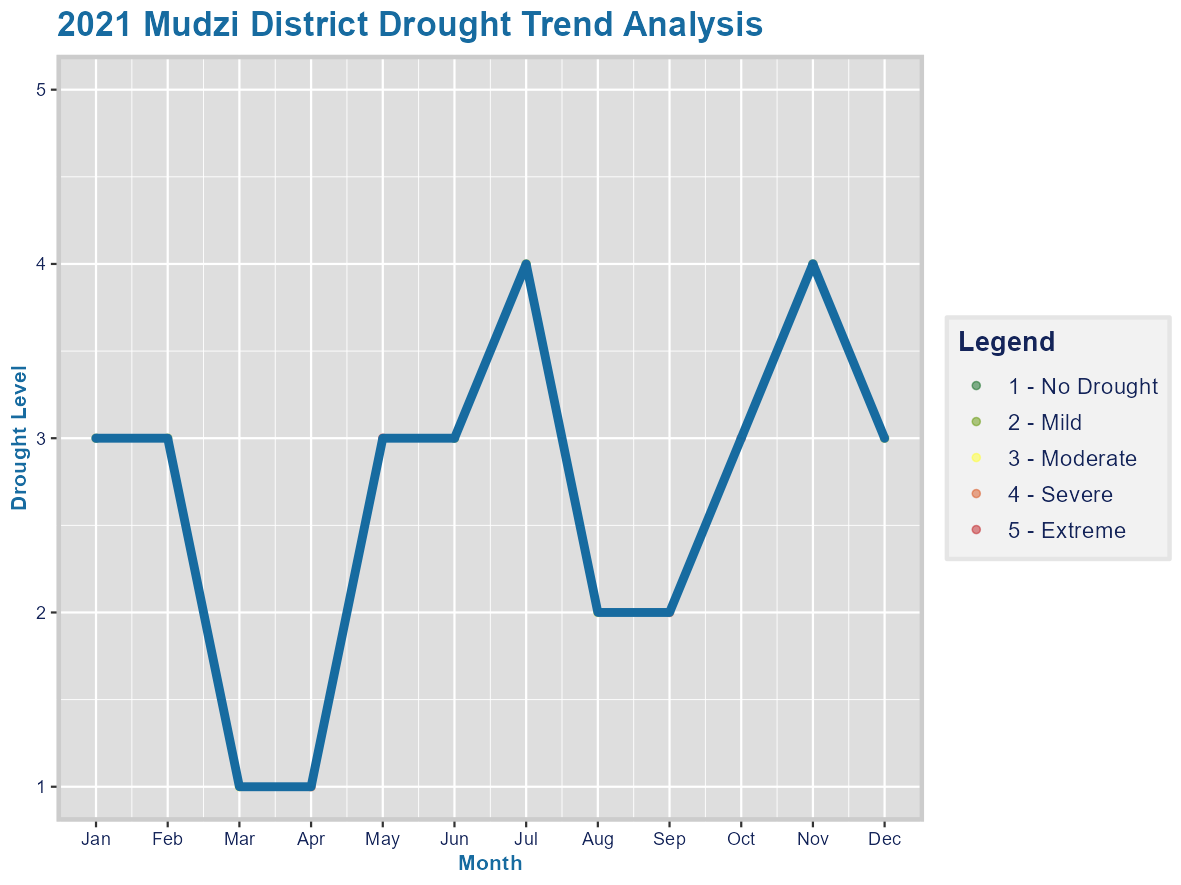 2021 Mudzi District Drought Trend Analysis
5
4
3
2
1
Drought Level
Jan Feb Mar Apr May Jun Jul Aug Sep Oct Nov Dec
Month
Legend
1 - No Drought
2 - Mild
3 - Moderate
4 - Severe
5 - Extreme